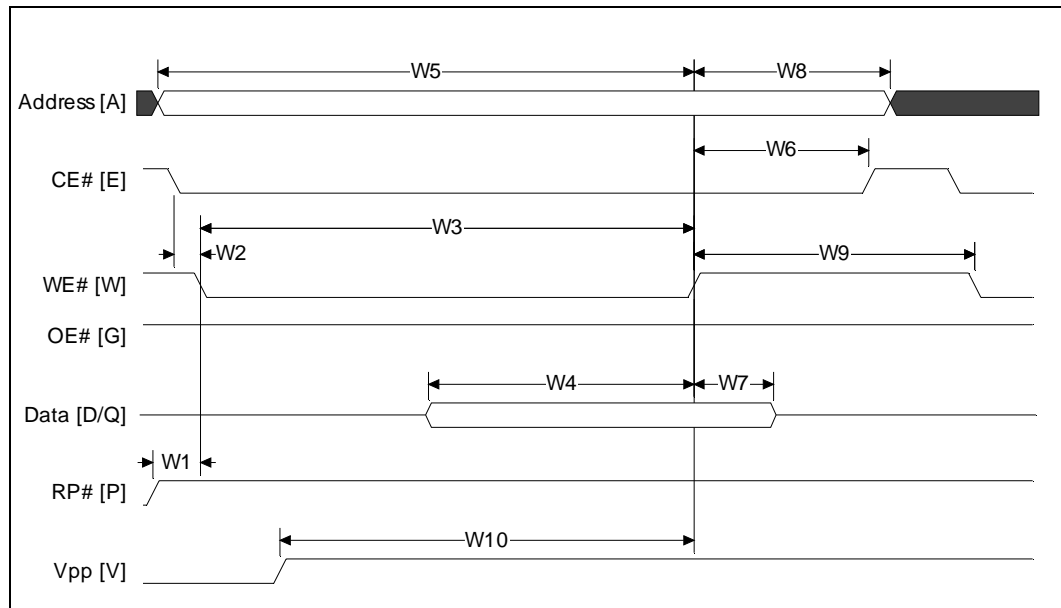 W5
W8
Address [A]
W6
CE# [E]
W3
W2
W9
WE# [W]
OE# [G]
W4
W7
Data [D/Q]
W1
RP# [P]
W10
Vpp [V]